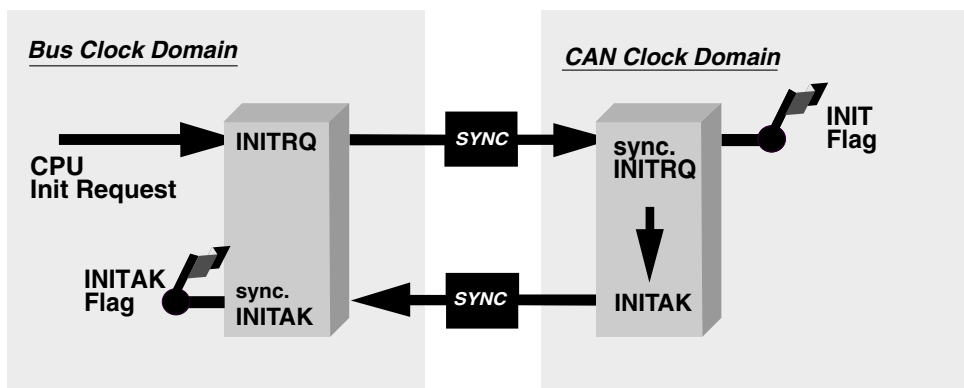 Bus Clock Domain
CAN Clock Domain
INITRQ
SYNC
sync.
INITRQ
INIT
Flag
CPU
Init Request
INITAK
Flag
sync.
INITAK
SYNC
INITAK